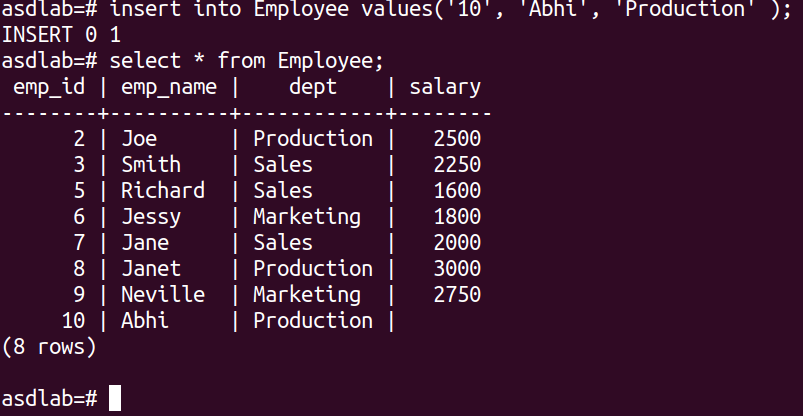 asdlab=# insert into Employee values('10', 'Abhi', 'Production' );
INSERT 0 1
asdlab=# select * from Employee;
 emp_id | emp_name |    dept    | salary
--------+----------+------------+--------
      2 | Joe      | Production |   2500
      3 | Smith    | Sales      |   2250
      5 | Richard  | Sales      |   1600
      6 | Jessy    | Marketing  |   1800
      7 | Jane     | Sales      |   2000
      8 | Janet    | Production |   3000
      9 | Neville  | Marketing  |   2750
     10 | Abhi     | Production |
(8 rows)
asdlab=#